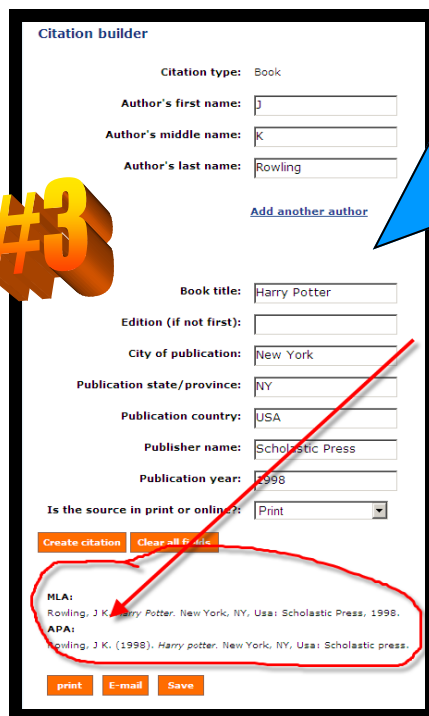 Citation builder
Citation type: Book
Author's first name: J
Author's middle name: K
Author's last name: Rowling
Add another author
#3
Book title: Harry Potter
Edition (if not first):
City of publication: New York
Publication state/province: NY
Publication country: USA
Publisher name: Scholastic Press
Publication year: 1998
Is the source in print or online?: Print
Create citation Clear all fields
MLA:
Rowling, J K. Harry Potter. New York, NY, Usa: Scholastic Press, 1998.
APA:
Rowling, J K. (1998). Harry potter. New York, NY, Usa: Scholastic press.
print E-mail Save